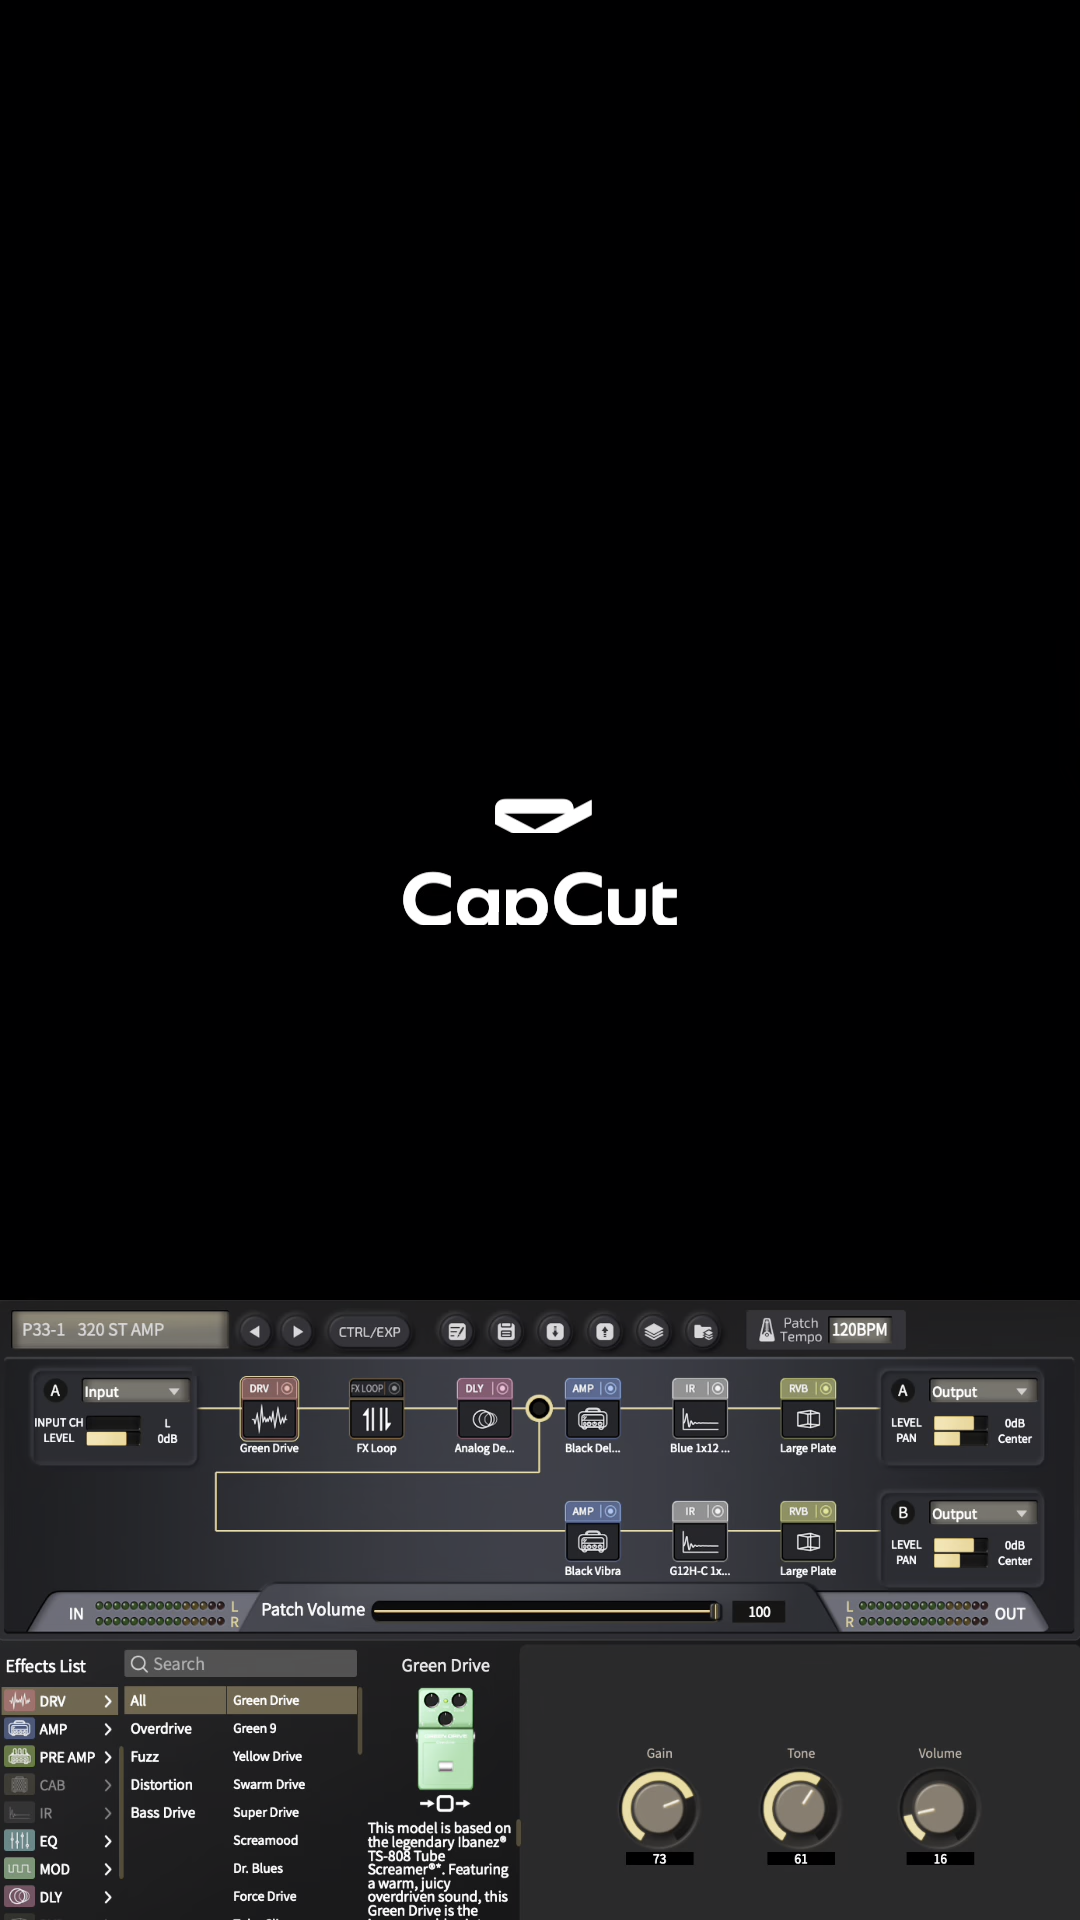 CapCut
P33-1 320 ST AMP
CTRL/EXP
Patch Tempo 120BPM
A Input
INPUT CH L
LEVEL 0dB
DRV
Green Drive
FX LOOP
FX Loop
DLY
Analog De...
AMP
Black Del...
IR
Blue 1x12 ...
RVB
Large Plate
A Output
LEVEL 0dB
PAN Center
AMP
Black Vibra
IR
G12H-C 1x...
RVB
Large Plate
B Output
LEVEL 0dB
PAN Center
IN L R
Patch Volume 100
L R OUT
Effects List
DRV
AMP
PRE AMP
CAB
IR
EQ
MOD
DLY
Search
All
Overdrive
Fuzz
Distortion
Bass Drive
Green Drive
Green 9
Yellow Drive
Swarm Drive
Super Drive
Screamood
Dr. Blues
Force Drive
Green Drive
This model is based on
the legendary Ibanez®
TS-808 Tube
Screamer®*. Featuring
a warm, juicy
overdriven sound, this
Green Drive is the
Gain
73
Tone
61
Volume
16